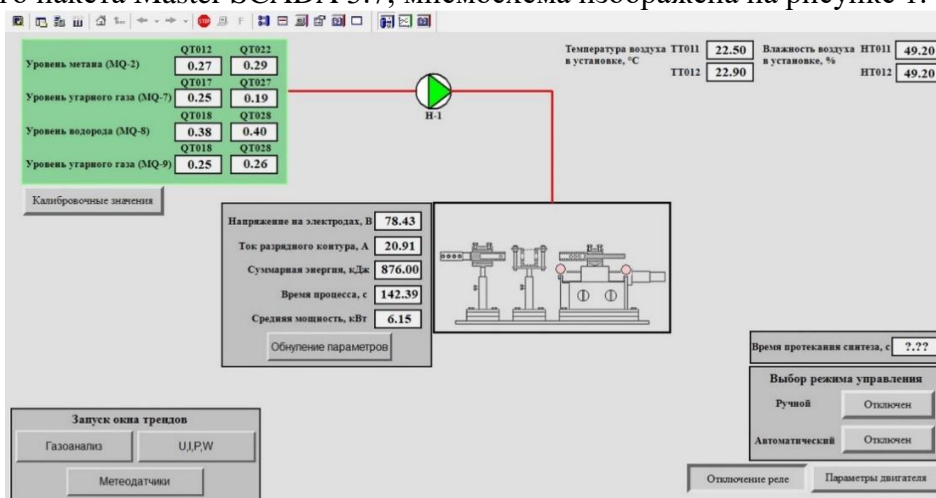 го пакета Master SCADA 3.7, мнемосхема изображена на рисунке 1.
QT012 QT022
Уровень метана (MQ-2) 0.27 0.29
QT017 QT027
Уровень угарного газа (MQ-7) 0.25 0.19
QT018 QT028
Уровень водорода (MQ-8) 0.38 0.40
QT018 QT028
Уровень угарного газа (MQ-9) 0.25 0.26
Калибровочные значения
Н-1
Температура воздуха ТТ011 22.50
в установке, °C
ТТ012 22.90
Влажность воздуха НТ011 49.20
в установке, %
НТ012 49.20
Напряжение на электродах, В 78.43
Ток разрядного контура, А 20.91
Суммарная энергия, кДж 876.00
Время процесса, с 142.39
Средняя мощность, кВт 6.15
Обнуление параметров
Время протекания синтеза, с ?.??
Выбор режима управления
Ручной Отключен
Автоматический Отключен
Отключение реле Параметры двигателя
Запуск окна трендов
Газоанализ U,I,P,W
Метеодатчики